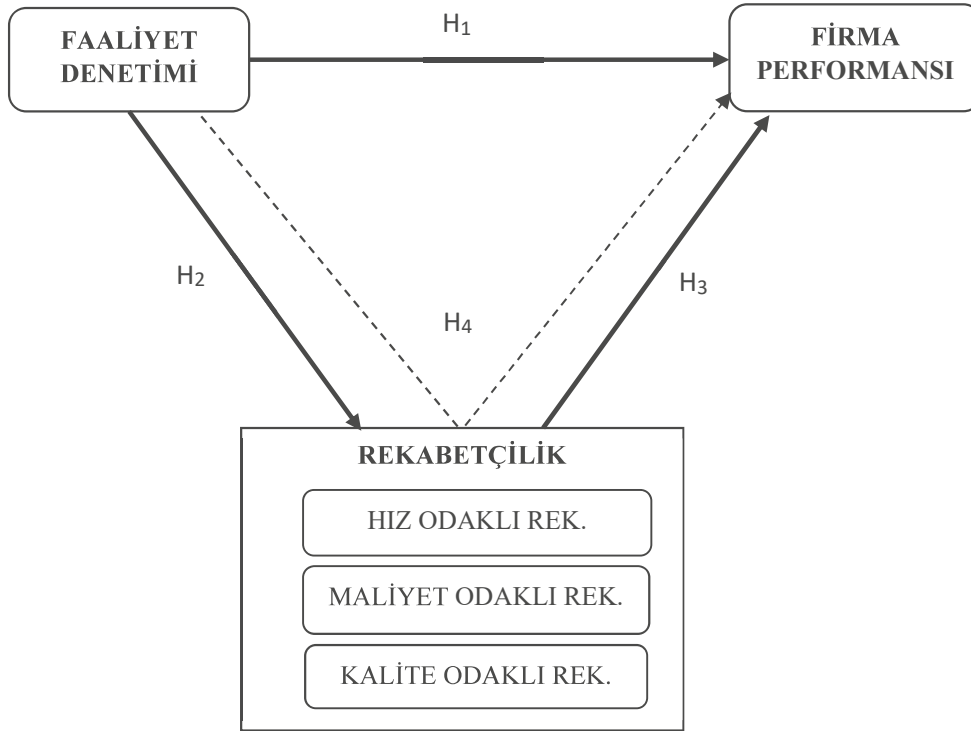 FAALİYET
DENETİMİ
H₁
FİRMA
PERFORMANSI
H₂
H₄
H₃
REKABETÇİLİK
HIZ ODAKLI REK.
MALİYET ODAKLI REK.
KALİTE ODAKLI REK.